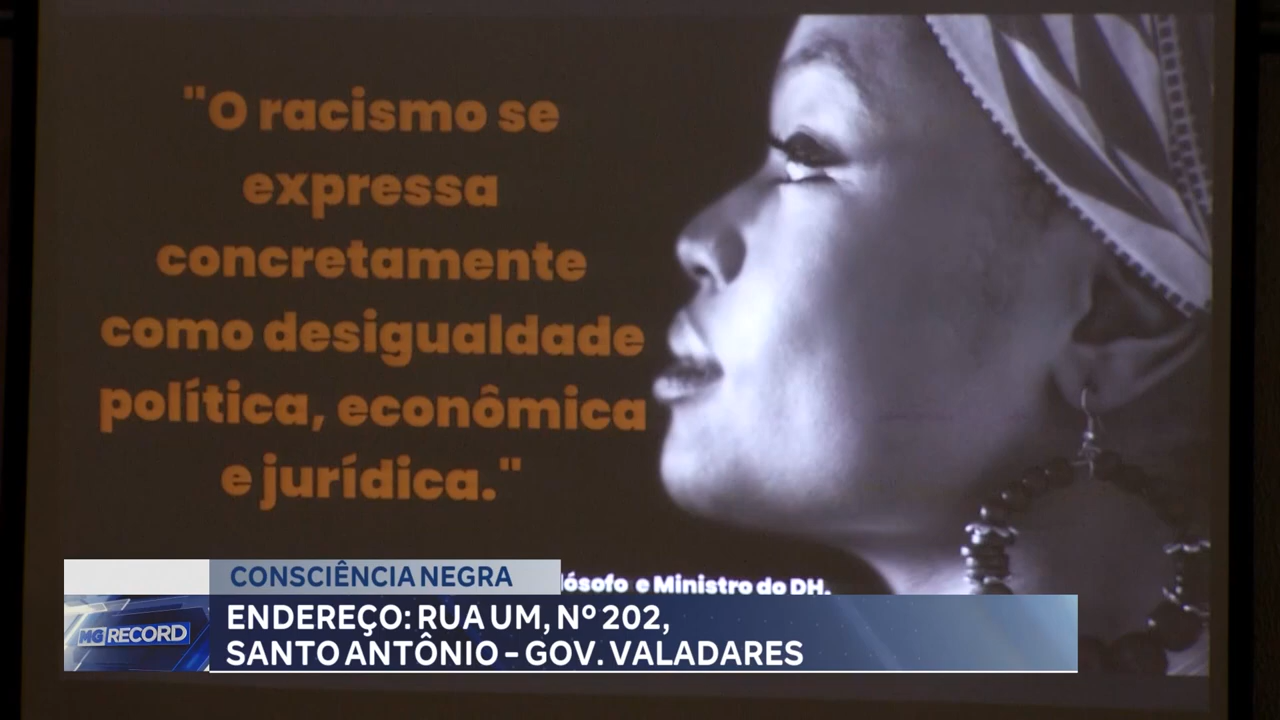 "O racismo se
expressa
concretamente
como desigualdade
política, econômica
e jurídica."
e Ministro do DH.
CONSCIÊNCIA NEGRA
MG RECORD
ENDEREÇO: RUA UM, Nº 202,
SANTO ANTÔNIO - GOV. VALADARES